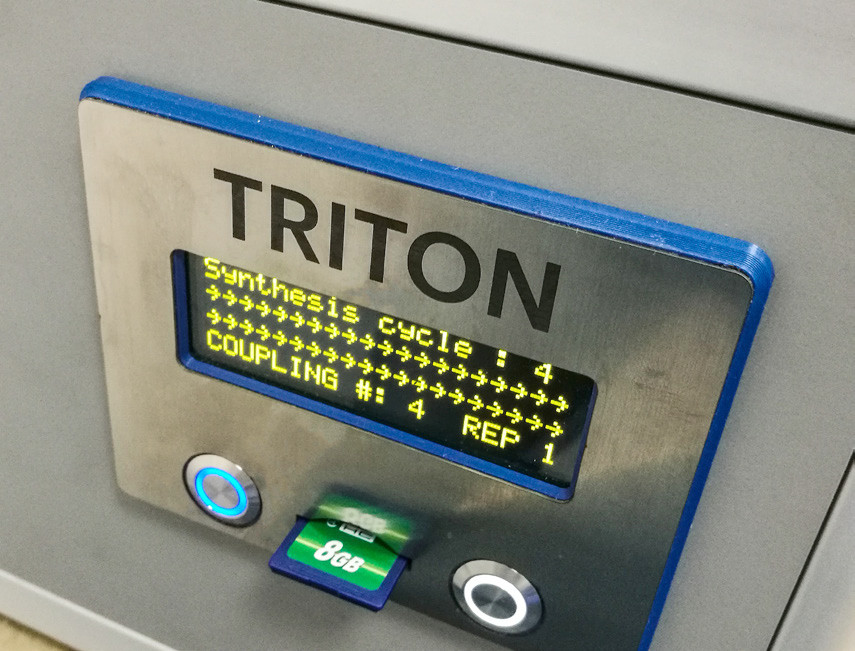 TRITON
Synthesis cycle : 4
→→→→→→→→→→→→→→→→→→→→
→→→→→→→→→→→→→→→→→→→→
COUPLING #: 4 REP 1
8GB